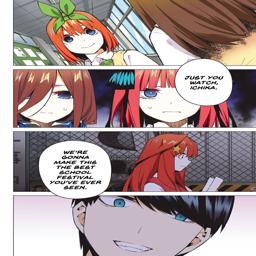 JUST YOU
WATCH,
ICHIKA.
WE'RE
GONNA
MAKE THIS
THE BEST
SCHOOL
FESTIVAL
YOU'VE EVER
SEEN.